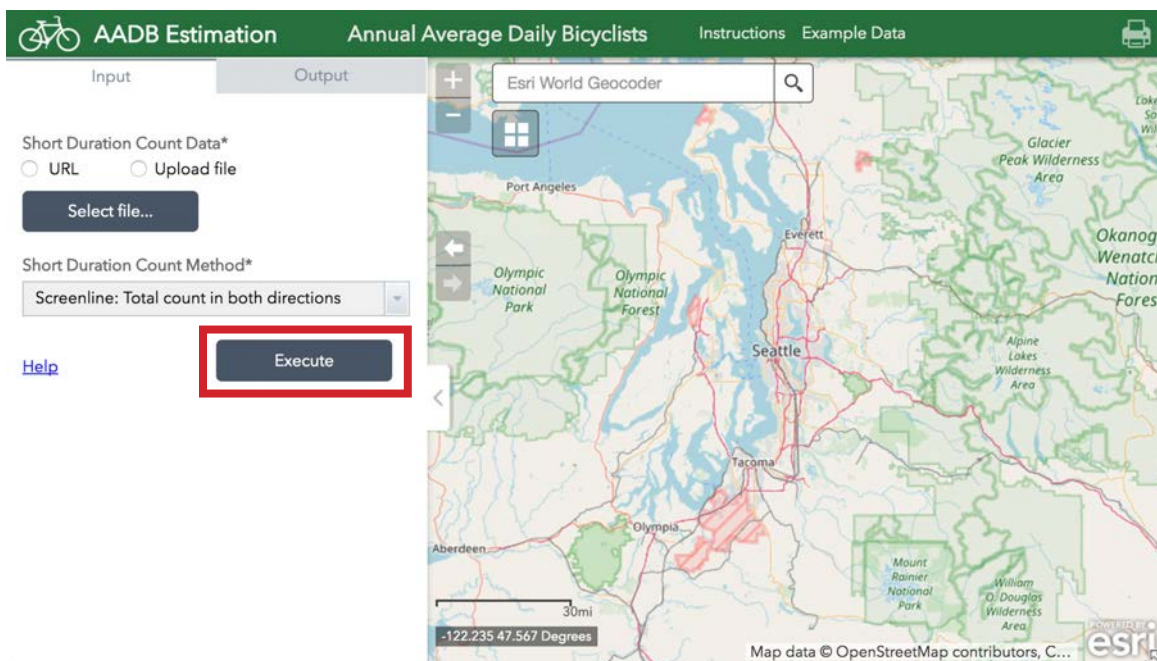 AADB Estimation
Annual Average Daily Bicyclists
Instructions
Example Data
Input
Output
Short Duration Count Data*
URL
Upload file
Select file...
Short Duration Count Method*
Screenline: Total count in both directions
Help
Execute
+
Esri World Geocoder
−
Port Angeles
Glacier
Peak Wilderness
Area
Everett
Olympic
National
Park
Olympic
National
Forest
Seattle
Alpine
Lakes
Wilderness
Area
Tacoma
Olympia
Aberdeen
Mount
Rainier
National
Park
William
O. Douglas
Wilderness
Area
30mi
-122.235 47.567 Degrees
Map data © OpenStreetMap contributors, C...
POWERED BY
esri